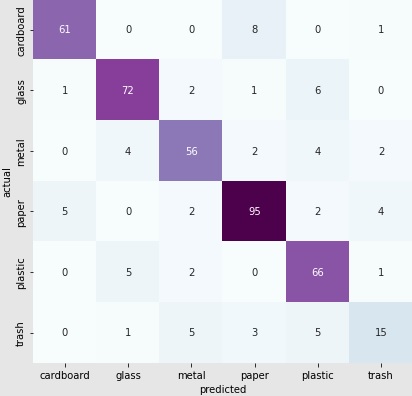 cardboard 61 0 0 8 0 1
glass 1 72 2 1 6 0
metal 0 4 56 2 4 2
actual
paper 5 0 2 95 2 4
plastic 0 5 2 0 66 1
trash 0 1 5 3 5 15
cardboard glass metal paper plastic trash
predicted